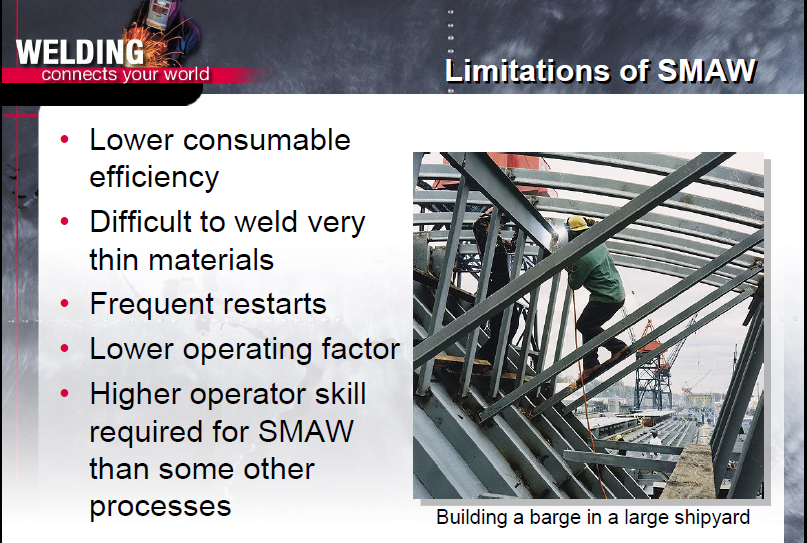 WELDING
connects your world
Limitations of SMAW
• Lower consumable
efficiency
• Difficult to weld very
thin materials
• Frequent restarts
• Lower operating factor
• Higher operator skill
required for SMAW
than some other
processes
Building a barge in a large shipyard